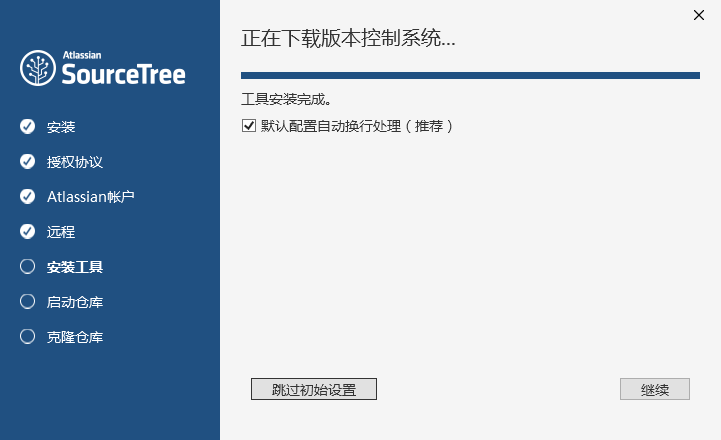 Atlassian
SourceTree
安装
授权协议
Atlassian帐户
远程
安装工具
启动仓库
克隆仓库
正在下载版本控制系统...
工具安装完成。
默认配置自动换行处理（推荐）
跳过初始设置
继续